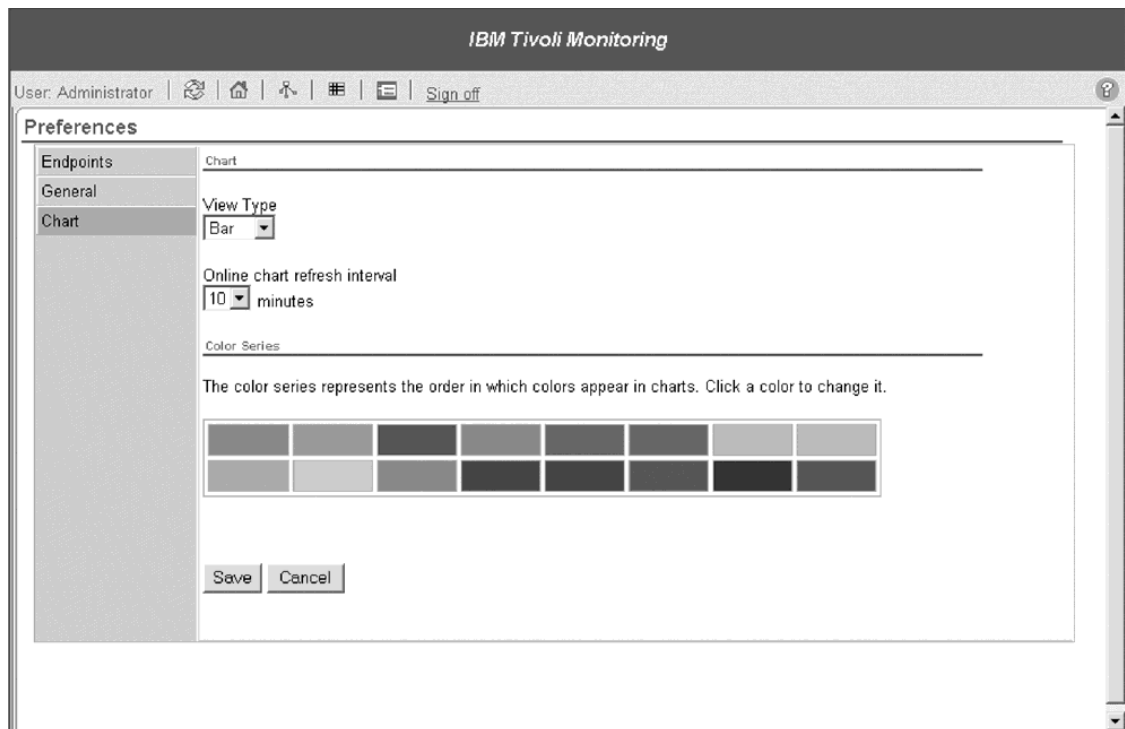 IBM Tivoli Monitoring
User: Administrator
Sign off
?
Preferences
Endpoints
General
Chart
Chart
View Type
Bar
Online chart refresh interval
10 minutes
Color Series
The color series represents the order in which colors appear in charts. Click a color to change it.
Save Cancel